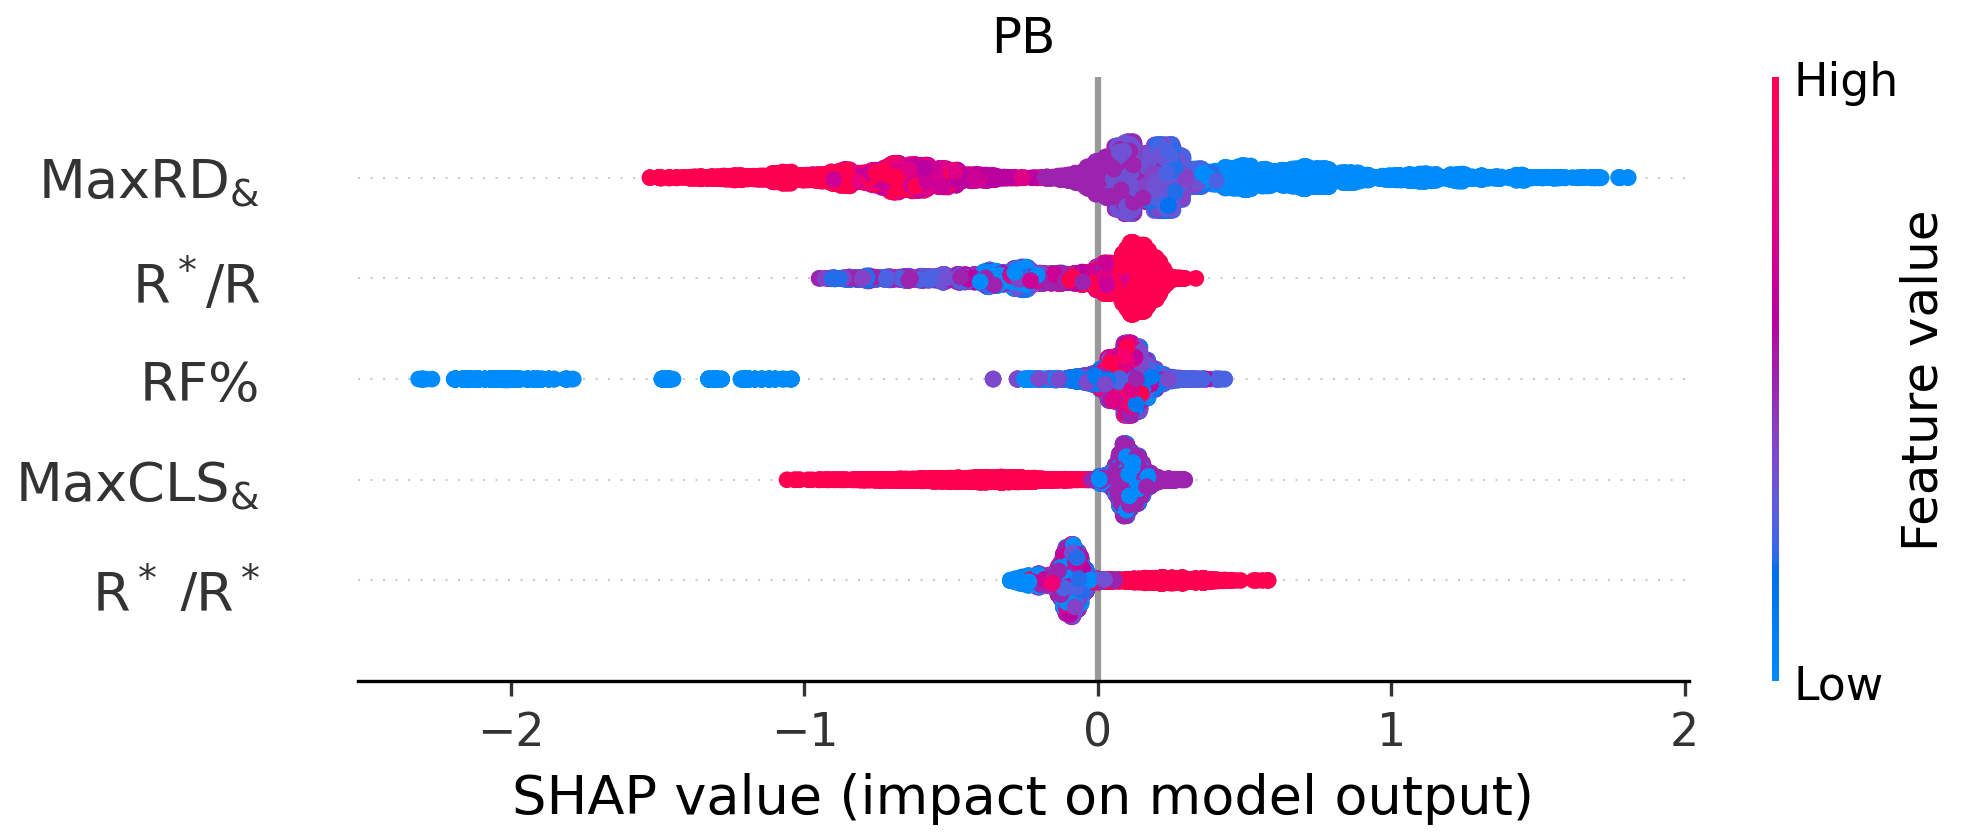 PB
High
MaxRD&
R*/R
RF%
MaxCLS&
R* /R*
Feature value
Low
−2 −1 0 1 2
SHAP value (impact on model output)